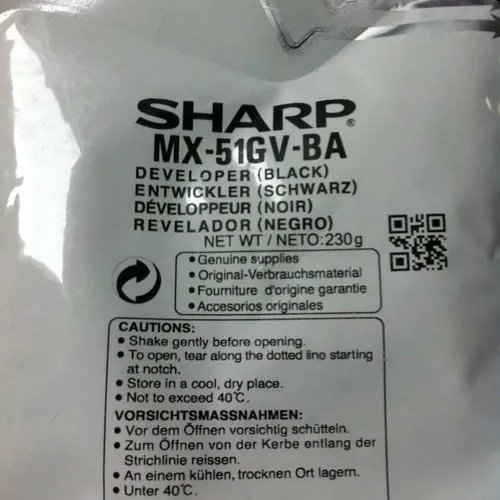 SHARP®
MX-51GV-BA
DEVELOPER (BLACK)
ENTWICKLER (SCHWARZ)
DÉVELOPPEUR (NOIR)
REVELADOR (NEGRO)
NET WT / NETO:230g
• Genuine supplies
• Original-Verbrauchsmaterial
• Fourniture d'origine garantie
• Accesorios originales
CAUTIONS:
• Shake gently before opening.
• To open, tear along the dotted line starting
at notch.
• Store in a cool, dry place.
• Not to exceed 40℃.
VORSICHTSMASSNAHMEN:
• Vor dem Öffnen vorsichtig schütteln.
• Zum Öffnen von der Kerbe entlang der
Strichlinie reissen.
• An einem kühlen, trocknen Ort lagern.
• Unter 40℃.